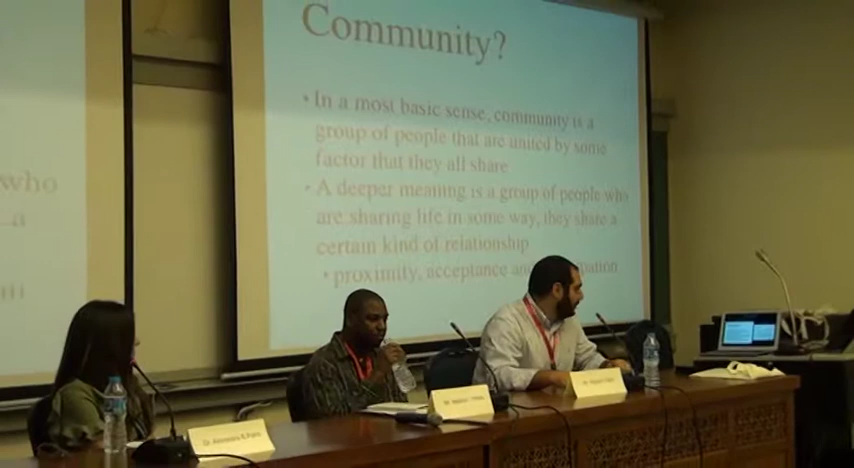 Community?
• In a most basic sense, community is a
group of people that are united by some
factor that they all share
• A deeper meaning is a group of people who
are sharing life in some way, they share a
certain kind of relationship
• proximity, acceptance
who
a